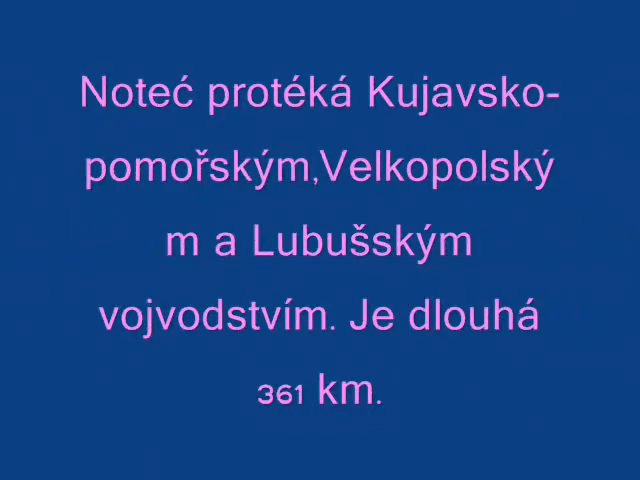 Noteć protéká Kujavsko-
pomořským,Velkopolský
m a Lubušským
vojvodstvím. Je dlouhá
361 km.